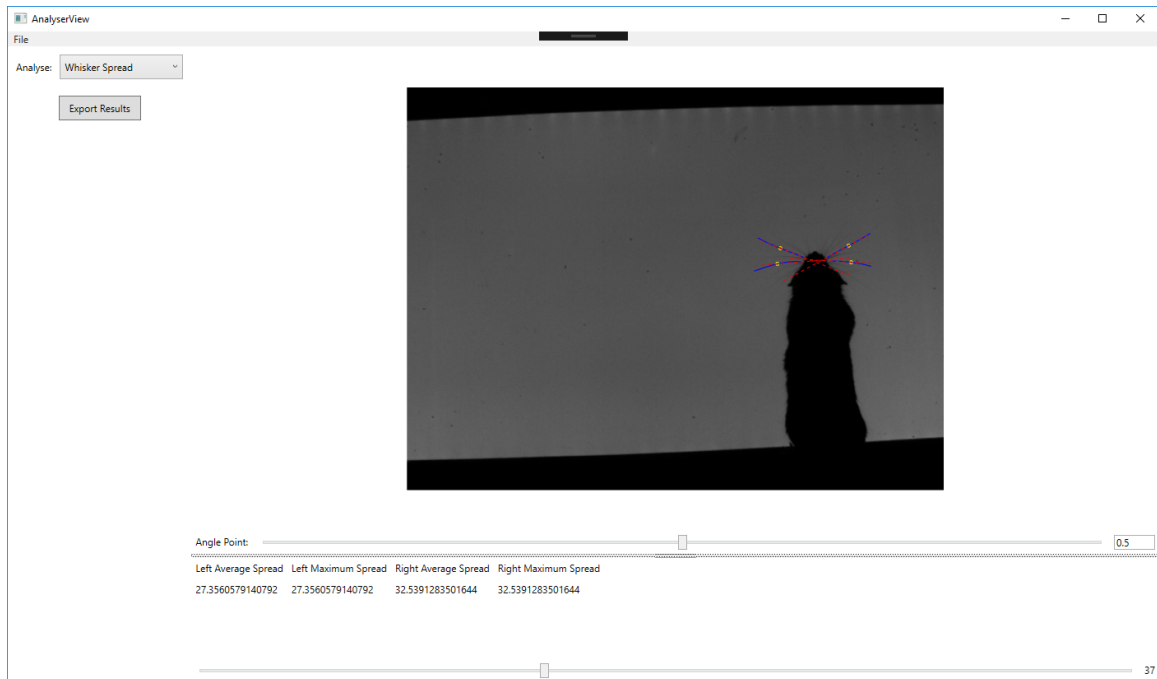 AnalyserView
File
Analyse: Whisker Spread
Export Results
Angle Point: 0.5
Left Average Spread Left Maximum Spread Right Average Spread Right Maximum Spread
27.3560579140792 27.3560579140792 32.5391283501644 32.5391283501644
37